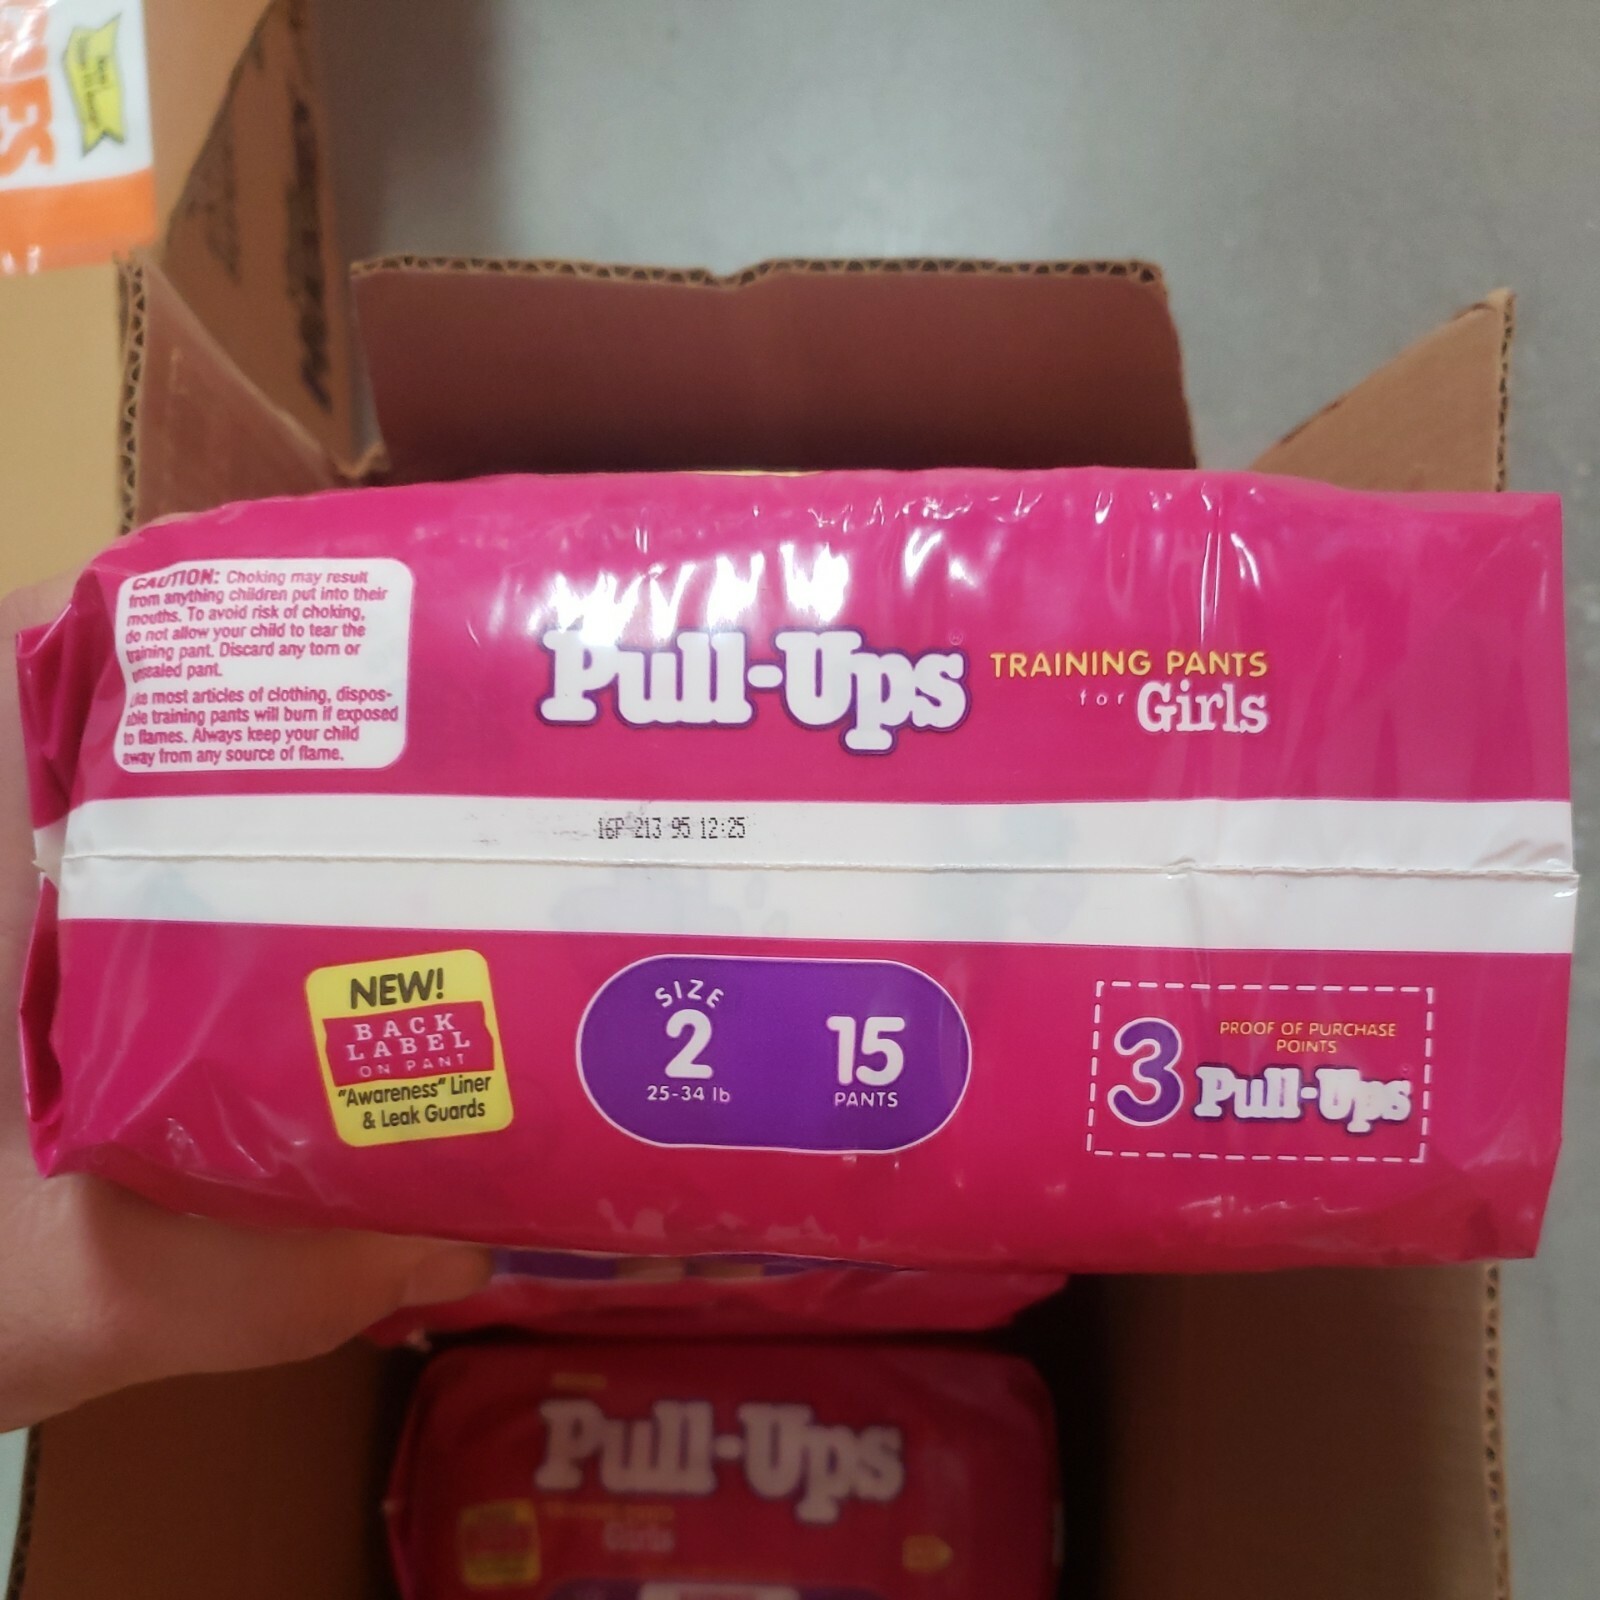 CAUTION: Choking may result
from anything children put into their
mouths. To avoid risk of choking,
do not allow your child to tear the
training pant. Discard any torn or
unsealed pant.
Like most articles of clothing, dispos-
able training pants will burn if exposed
to flames. Always keep your child
away from any source of flame.
Pull-Ups®
TRAINING PANTS
for Girls
16P 213 95 12:25
NEW!
BACK
LABEL
ON PANT
"Awareness" Liner
& Leak Guards
SIZE
2
25-34 lb
15
PANTS
3
PROOF OF PURCHASE
POINTS
Pull-Ups
Pull-Ups
Girls